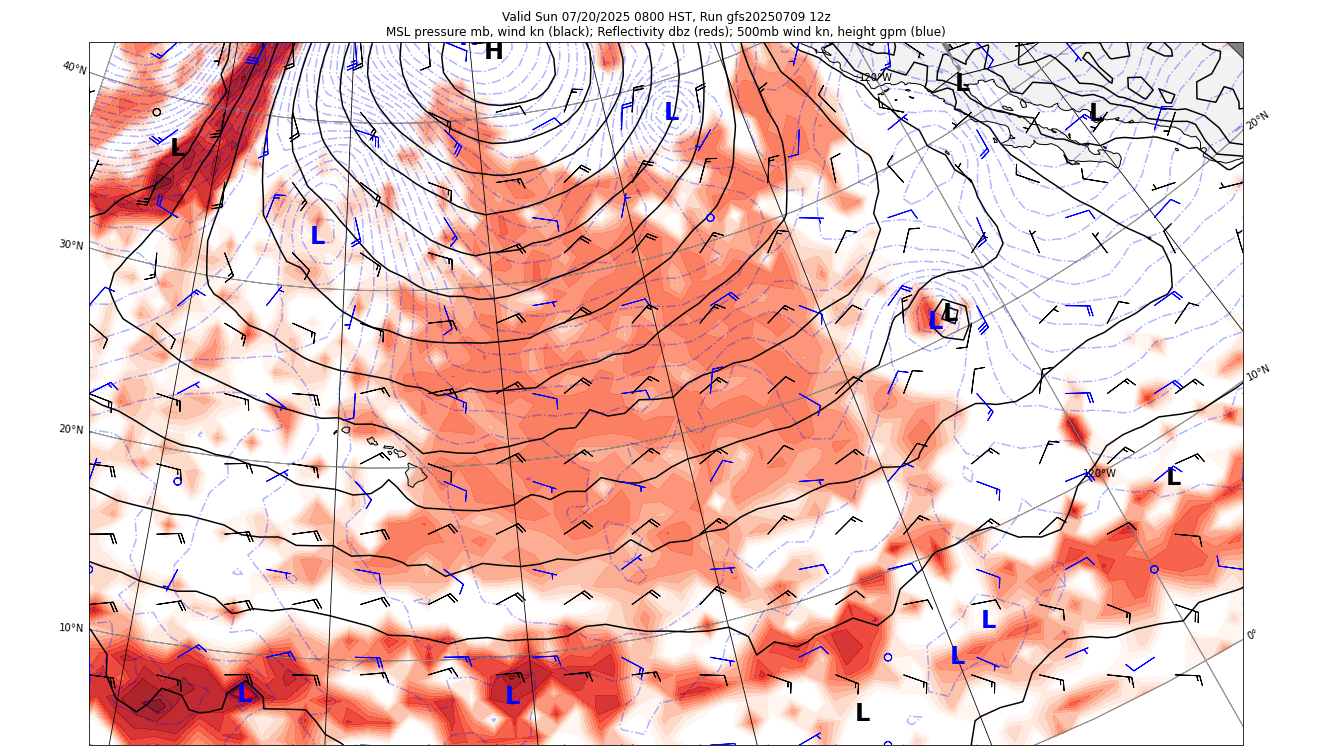 Valid Sun 07/20/2025 0800 HST, Run gfs20250709 12z
MSL pressure mb, wind kn (black); Reflectivity dbz (reds); 500mb wind kn, height gpm (blue)
H
40°N
120°W
L
L
L
20°N
L
L
30°N
L
L
10°N
20°N
120°W
L
10°N
L
0°
L
L
L
L